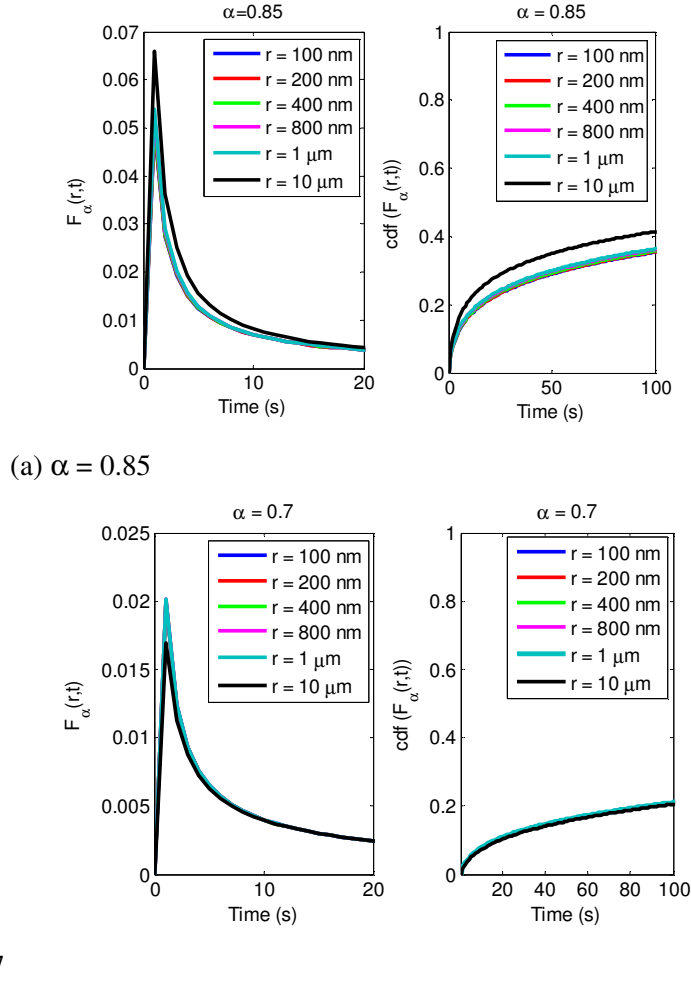 α=0.85
0.07
0.06
0.05
0.04
0.03
0.02
0.01
0
0
10
20
F_α(r,t)
Time (s)
r = 100 nm
r = 200 nm
r = 400 nm
r = 800 nm
r = 1 μm
r = 10 μm
α = 0.85
1
0.8
0.6
0.4
0.2
0
0
50
100
cdf (F_α(r,t))
Time (s)
r = 100 nm
r = 200 nm
r = 400 nm
r = 800 nm
r = 1 μm
r = 10 μm
(a) α = 0.85
α = 0.7
0.025
0.02
0.015
0.01
0.005
0
0
10
20
F_α(r,t)
Time (s)
r = 100 nm
r = 200 nm
r = 400 nm
r = 800 nm
r = 1 μm
r = 10 μm
α = 0.7
1
0.8
0.6
0.4
0.2
0
20
40
60
80
100
cdf (F_α(r,t))
Time (s)
r = 100 nm
r = 200 nm
r = 400 nm
r = 800 nm
r = 1 μm
r = 10 μm